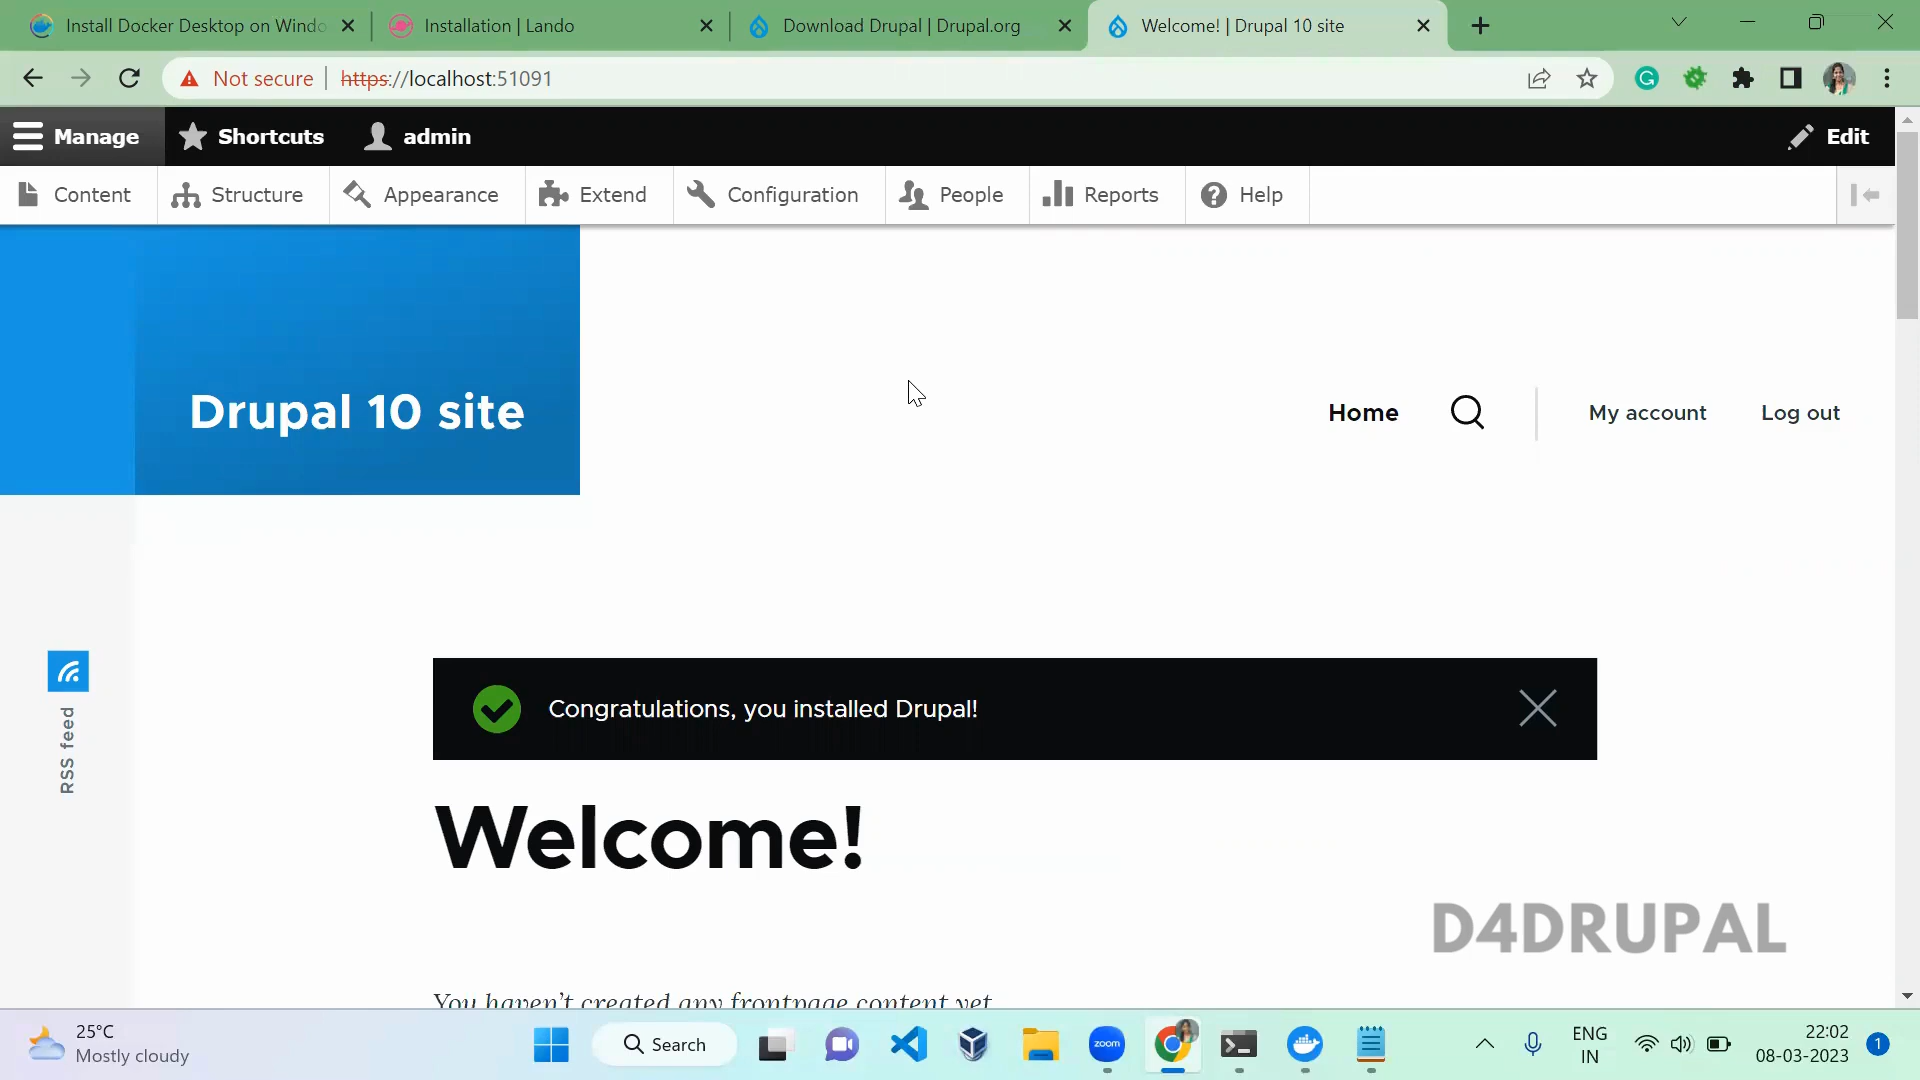 Install Docker Desktop on Windo
Installation | Lando
Download Drupal | Drupal.org
Welcome! | Drupal 10 site
Not secure
https://localhost:51091
Manage
Shortcuts
admin
Edit
Content
Structure
Appearance
Extend
Configuration
People
Reports
Help
Drupal 10 site
Home
My account
Log out
RSS feed
Congratulations, you installed Drupal!
Welcome!
D4DRUPAL
You haven't created any frontpage content yet.
25°C
Mostly cloudy
Search
zoom
ENG
IN
22:02
08-03-2023
1